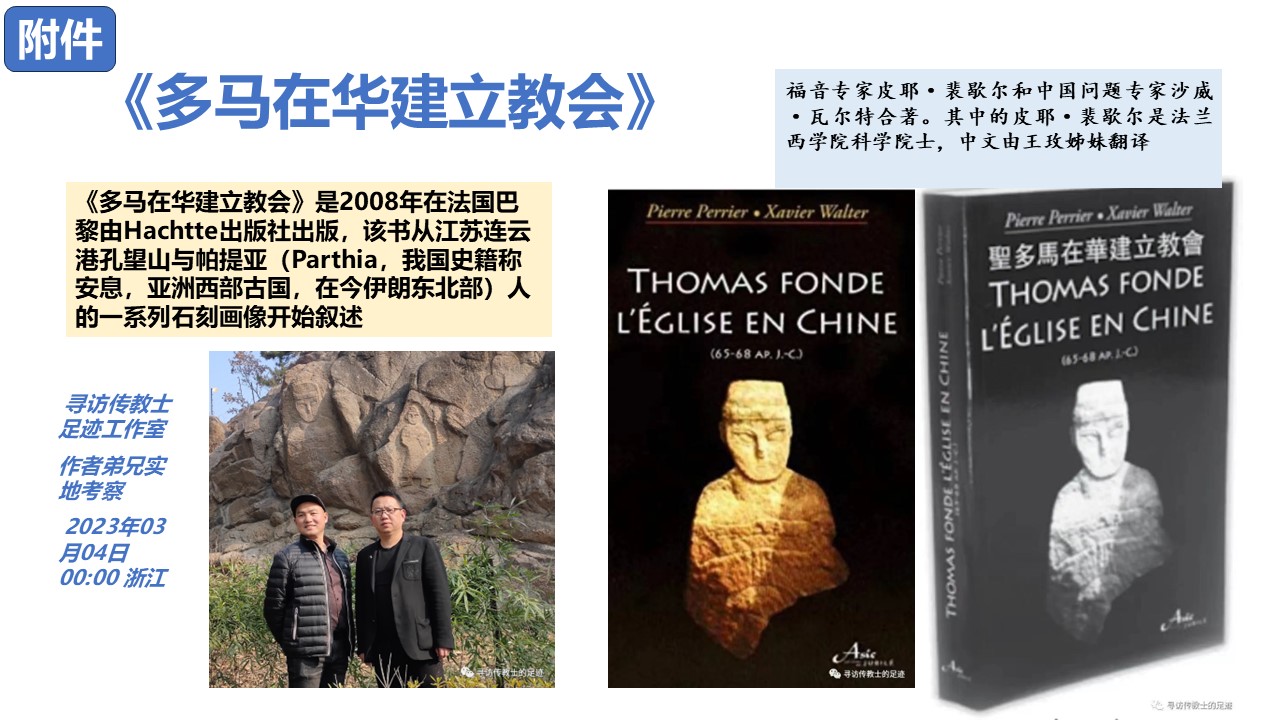 附件
《多马在华建立教会》
福音专家皮耶·裴歇尔和中国问题专家沙威
·瓦尔特合著。其中的皮耶·裴歇尔是法兰
西学院科学院士，中文由王玫姊妹翻译
《多马在华建立教会》是2008年在法国巴
黎由Hachtte出版社出版，该书从江苏连云
港孔望山与帕提亚（Parthia，我国史籍称
安息，亚洲西部古国，在今伊朗东北部）人
的一系列石刻画像开始叙述
寻访传教士
足迹工作室
作者弟兄实
地考察
2023年03
月04日
00:00 浙江
寻访传教士的足迹
Pierre Perrier • Xavier Walter
THOMAS FONDE
L'ÉGLISE EN CHINE
(65-68 AP. J.-C.)
Asie
JUBILÉ
寻访传教士的足迹
Pierre Perrier • Xavier Walter
聖多馬在華建立教會
THOMAS FONDE
L'ÉGLISE EN CHINE
(65-68 AP. J.-C.)
THOMAS FONDE L'ÉGLISE EN CHINE
Asie
JUBILÉ
寻访传教士的足迹